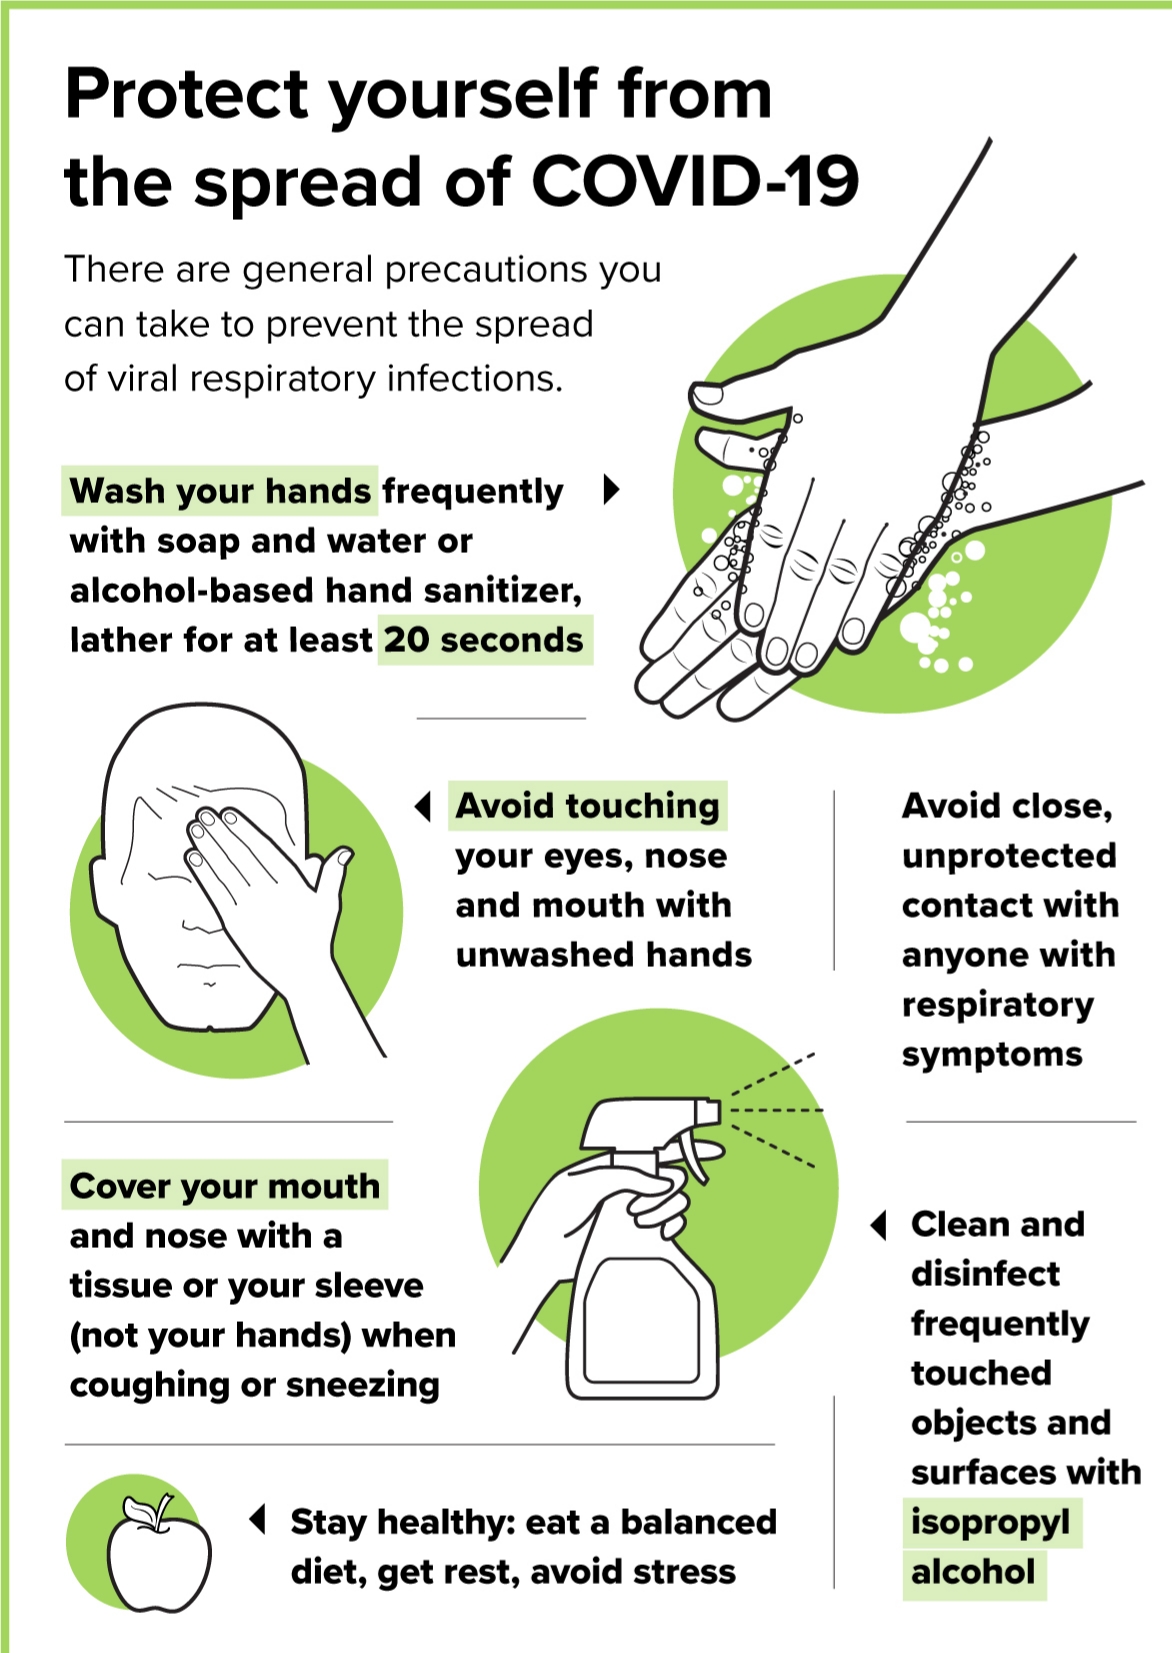 Protect yourself from
the spread of COVID-19
There are general precautions you
can take to prevent the spread
of viral respiratory infections.
Wash your hands frequently
with soap and water or
alcohol-based hand sanitizer,
lather for at least 20 seconds
Avoid touching
your eyes, nose
and mouth with
unwashed hands
Avoid close,
unprotected
contact with
anyone with
respiratory
symptoms
Cover your mouth
and nose with a
tissue or your sleeve
(not your hands) when
coughing or sneezing
Clean and
disinfect
frequently
touched
objects and
surfaces with
isopropyl
alcohol
Stay healthy: eat a balanced
diet, get rest, avoid stress